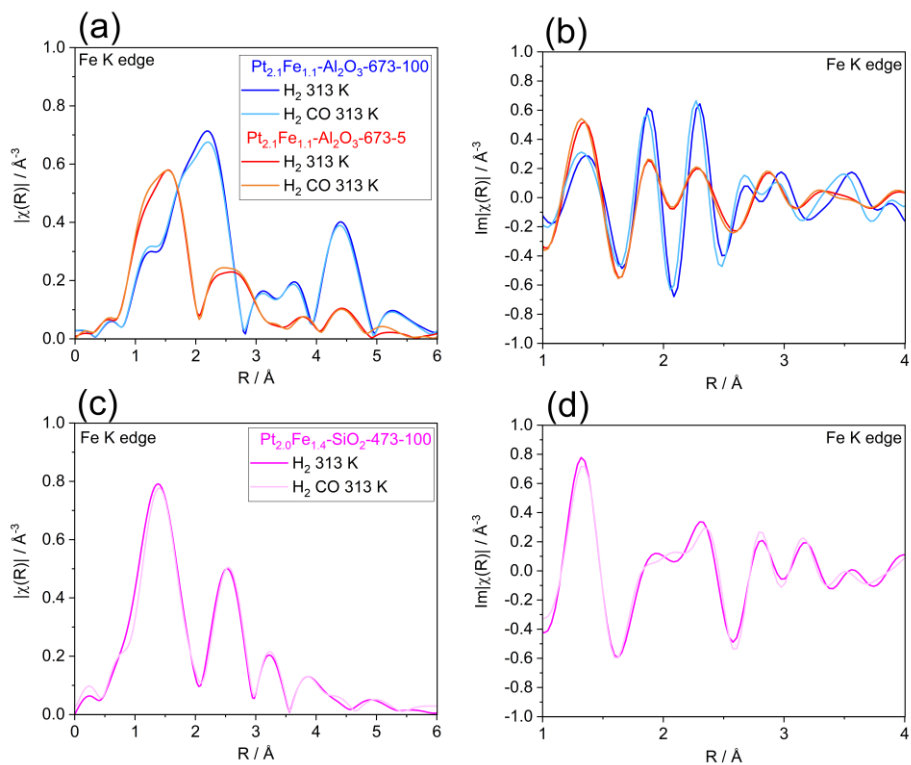 (a)
Fe K edge
Pt2.1Fe1.1-Al2O3-673-100
H2 313 K
H2 CO 313 K
Pt2.1Fe1.1-Al2O3-673-5
H2 313 K
H2 CO 313 K
1.0
0.8
0.6
0.4
0.2
0.0
|χ(R)| / Å-3
0 1 2 3 4 5 6
R / Å
(b)
Fe K edge
1.0
0.8
0.6
0.4
0.2
0.0
-0.2
-0.4
-0.6
-0.8
-1.0
Im|χ(R)| / Å-3
1 2 3 4
R / Å
(c)
Fe K edge
Pt2.0Fe1.4-SiO2-473-100
H2 313 K
H2 CO 313 K
1.0
0.8
0.6
0.4
0.2
0.0
|χ(R)| / Å-3
0 1 2 3 4 5 6
R / Å
(d)
Fe K edge
1.0
0.8
0.6
0.4
0.2
0.0
-0.2
-0.4
-0.6
-0.8
-1.0
Im|χ(R)| / Å-3
1 2 3 4
R / Å